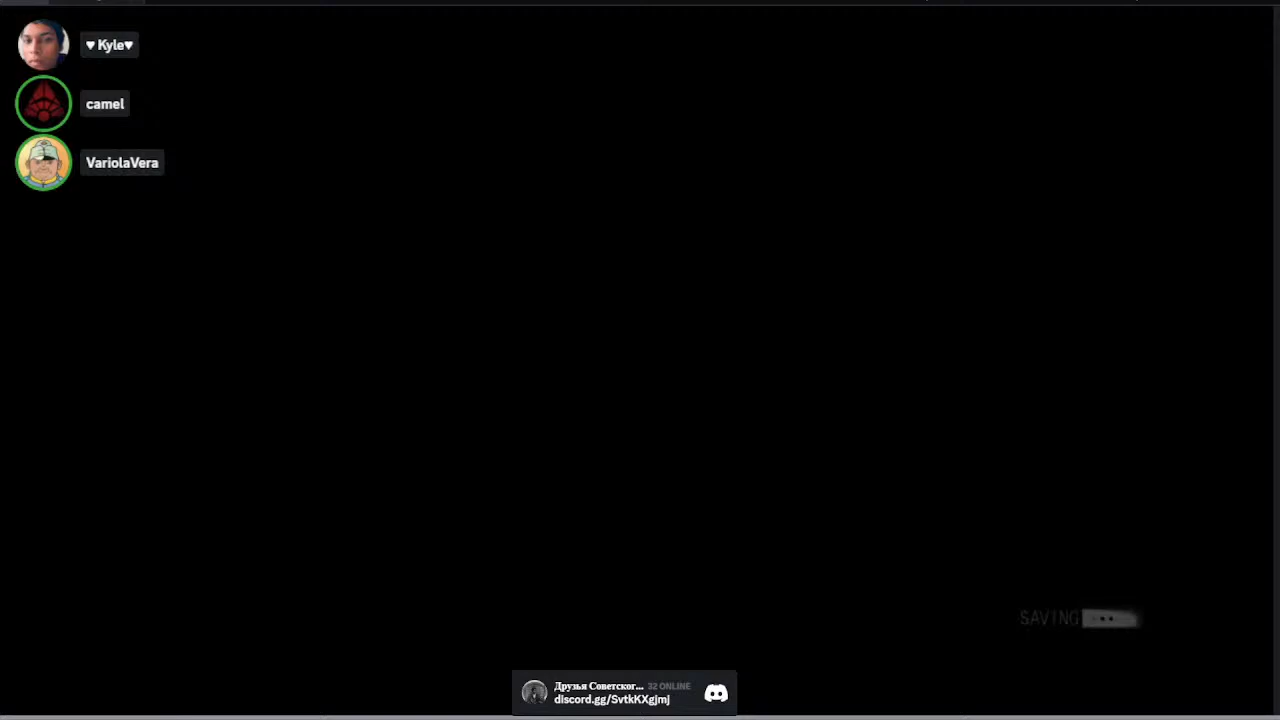 ♥ Kyle♥
camel
VariolaVera
SAVING
Друзья Советског... 32 ONLINE
discord.gg/SvtkKXgjmj